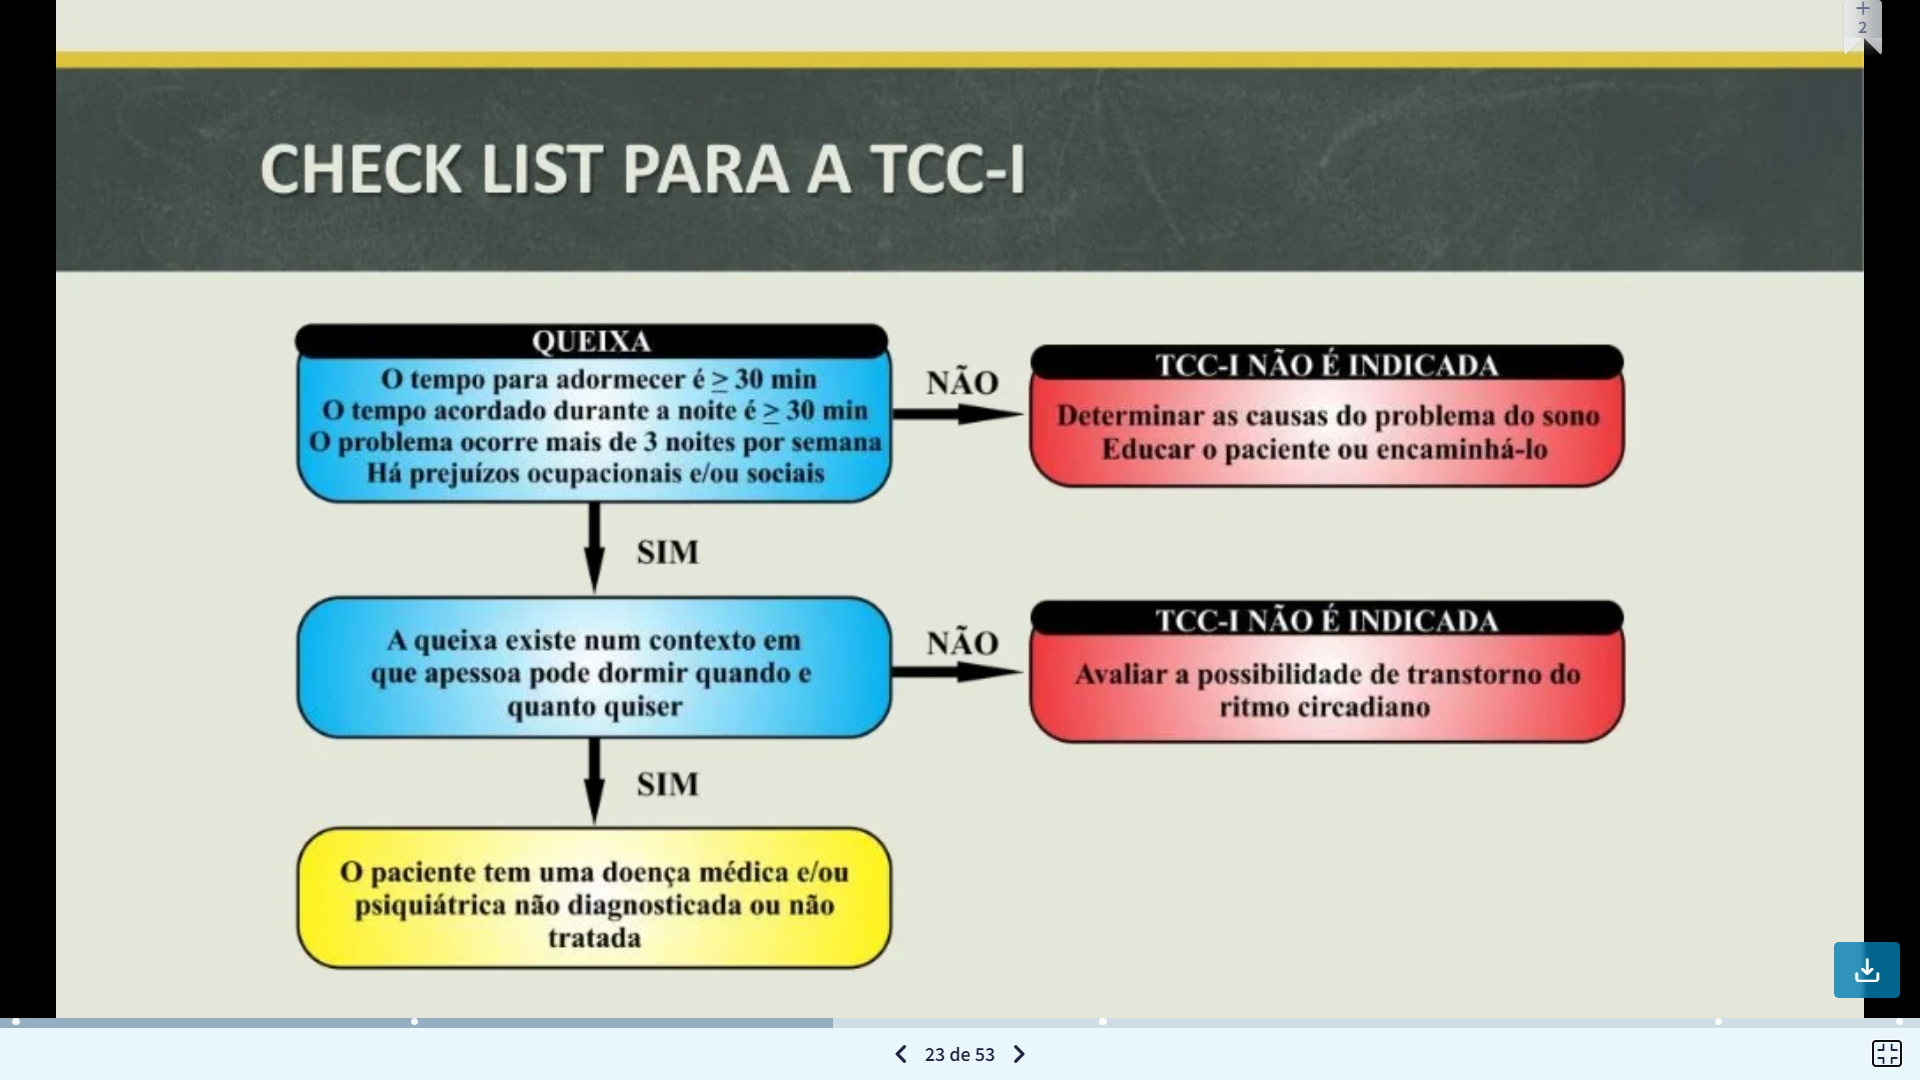 +
2
CHECK LIST PARA A TCC-I
QUEIXA
O tempo para adormecer é ≥ 30 min
O tempo acordado durante a noite é ≥ 30 min
O problema ocorre mais de 3 noites por semana
Há prejuízos ocupacionais e/ou sociais
NÃO
TCC-I NÃO É INDICADA
Determinar as causas do problema do sono
Educar o paciente ou encaminhá-lo
SIM
A queixa existe num contexto em
que apessoa pode dormir quando e
quanto quiser
NÃO
TCC-I NÃO É INDICADA
Avaliar a possibilidade de transtorno do
ritmo circadiano
SIM
O paciente tem uma doença médica e/ou
psiquiátrica não diagnosticada ou não
tratada
23 de 53